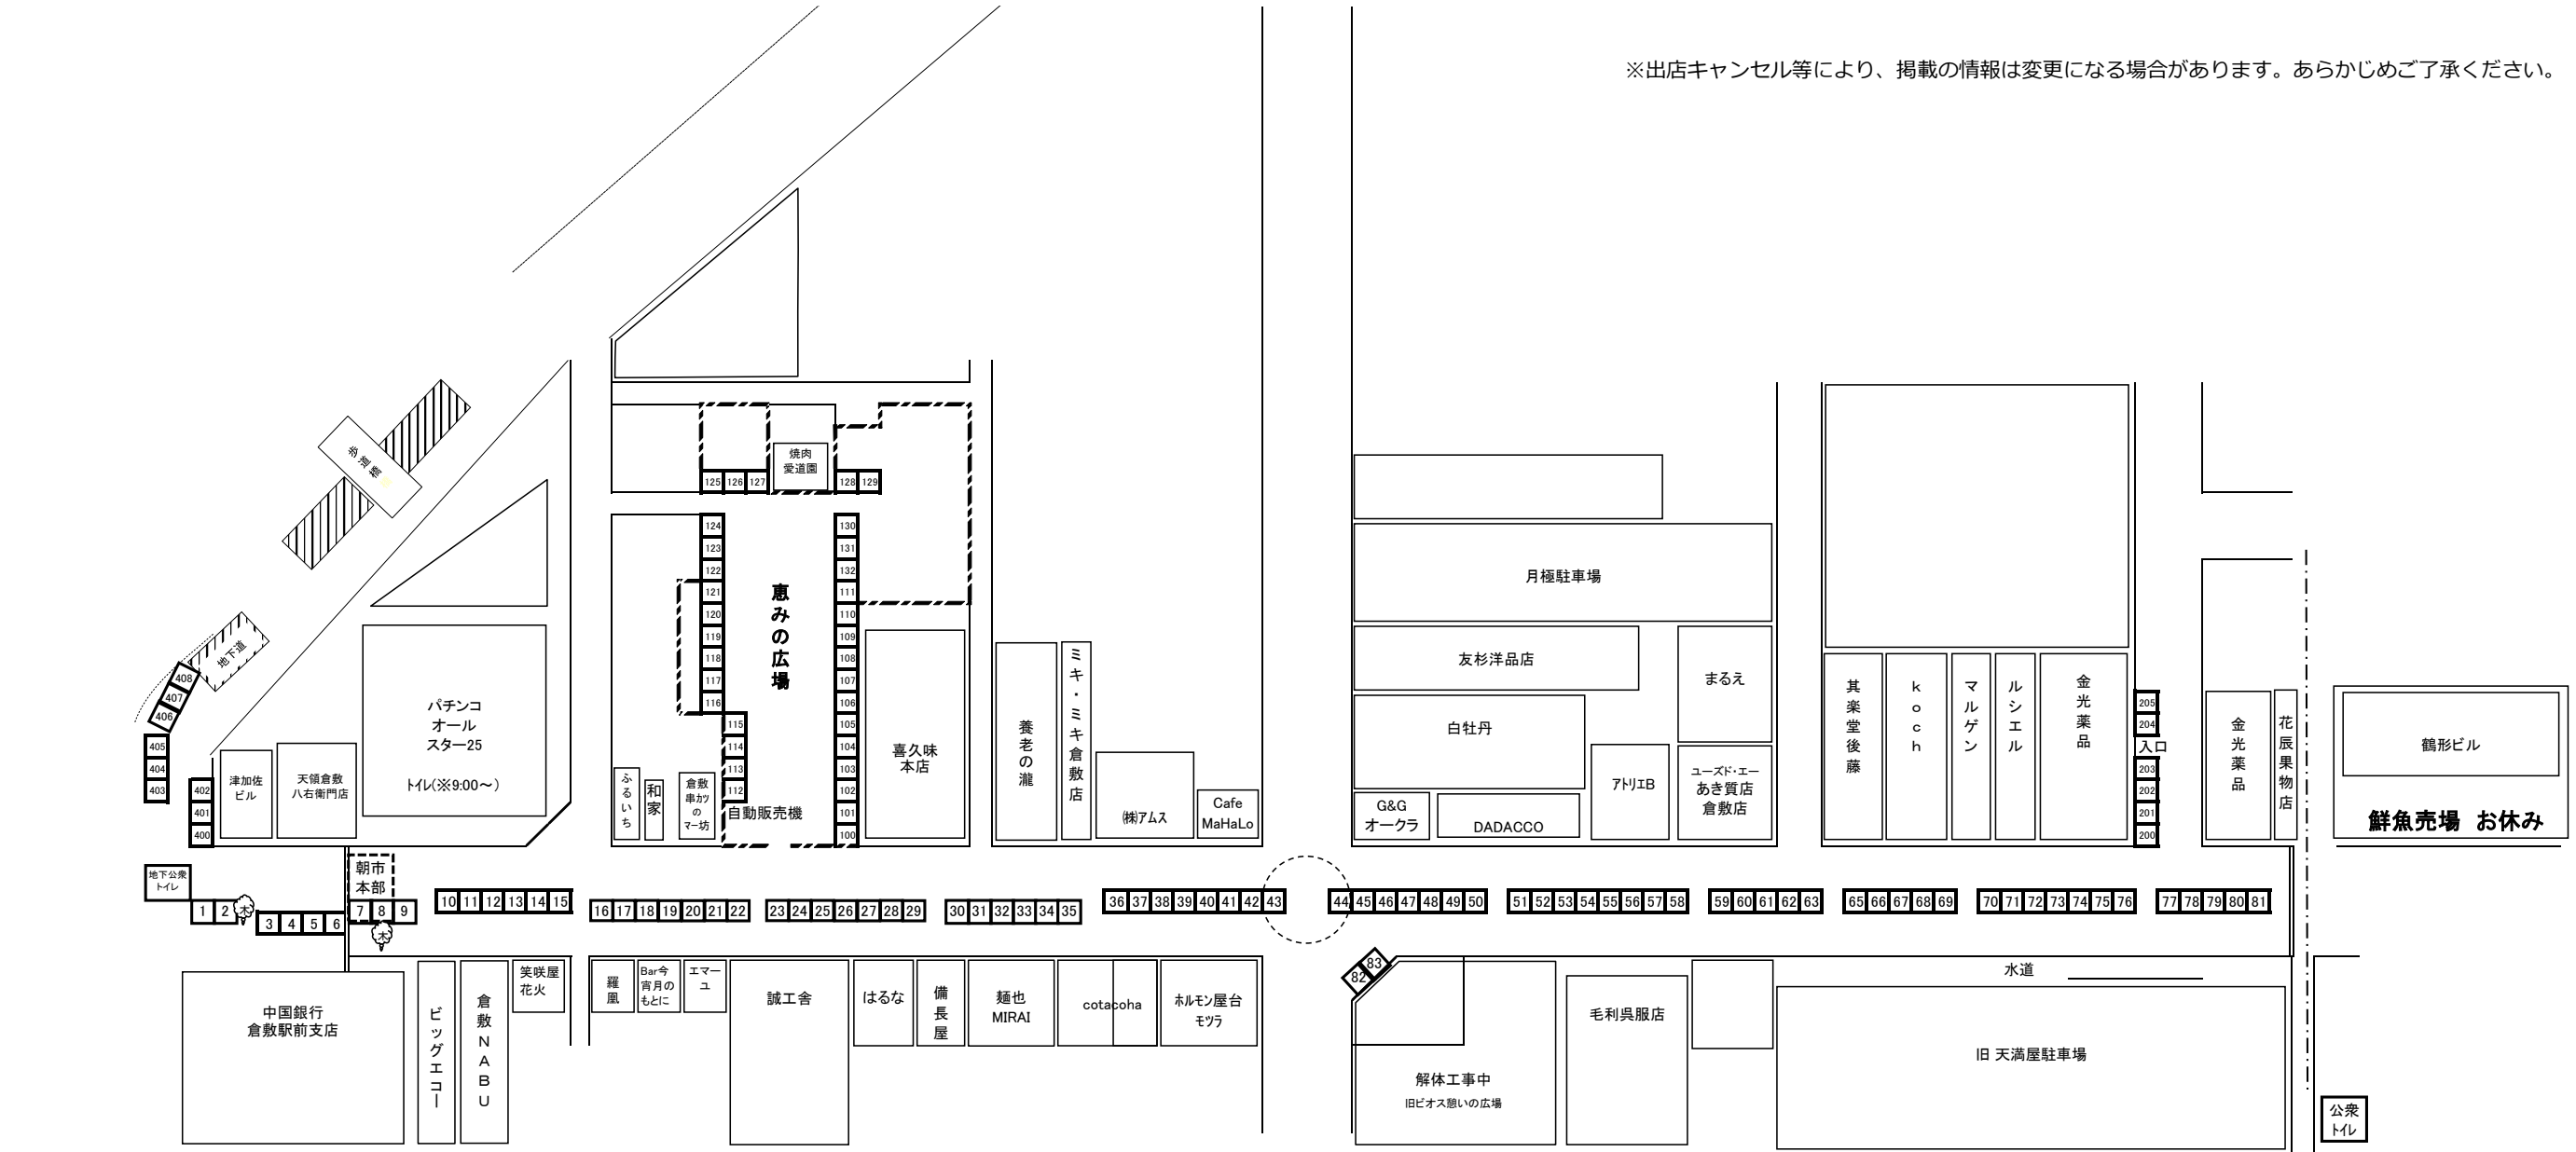 ※出店キャンセル等により、掲載の情報は変更になる場合があります。あらかじめご了承ください。
歩道橋
焼肉
愛道園
125 126 127
128 129
124
123
122
121
120
119
118
117
116
115
114
113
112
恵みの広場
130
131
132
111
110
109
108
107
106
105
104
103
102
101
100
自動販売機
地下道
408
407
406
405
404
403
402
401
400
津加佐
ビル
天領倉敷
八右衛門店
パチンコ
オール
スター25
トイレ(※9:00～)
ふるいち
和家
倉敷
串カツ
の
マー坊
喜久味
本店
養老の瀧
ミキ・ミキ倉敷店
㈱アムス
Cafe
MaHaLo
月極駐車場
友杉洋品店
まるえ
白牡丹
アトリエB
ユーズド・エー
あき質店
倉敷店
G&G
オークラ
DADACCO
其楽堂後藤
koch
マルゲン
ルシエル
金光薬品
205
204
入口
203
202
201
200
金光薬品
花辰果物店
鶴形ビル
鮮魚売場 お休み
地下公衆
トイレ
朝市
本部
1 2
木
3 4 5 6
7 8 9
木
10 11 12 13 14 15
16 17 18 19 20 21 22
23 24 25 26 27 28 29
30 31 32 33 34 35
36 37 38 39 40 41 42 43
44 45 46 47 48 49 50
51 52 53 54 55 56 57 58
59 60 61 62 63
65 66 67 68 69
70 71 72 73 74 75 76
77 78 79 80 81
82 83
中国銀行
倉敷駅前支店
ビッグエコー
倉敷NABU
笑咲屋
花火
羅凰
Bar今
宵月の
もとに
エマー
ユ
誠工舎
はるな
備長屋
麺也
MIRAI
cotacoha
ホルモン屋台
モツラ
解体工事中
旧ビオス憩いの広場
毛利呉服店
水道
旧 天満屋駐車場
公衆
トイレ